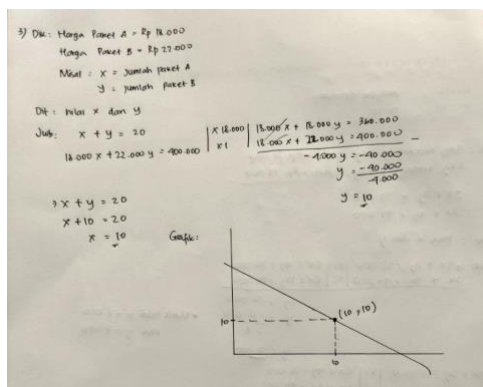 3) Dik: Harga Paket A = Rp 18.000
Harga Paket B = Rp 22.000
Misal : x = Jumlah paket A
y = jumlah paket B
Dit : Nilai x dan y
Jwb: x + y = 20 | x 18.000 | 18.000 x + 18.000 y = 360.000
18.000 x + 22.000 y = 400.000 | x 1 | 18.000 x + 22.000 y = 400.000 -
-4.000 y = -40.000
y = -40.000
-4.000
y = 10
> x + y = 20
x + 10 = 20
x = 10
Grafik:
(10, 10)
10
10